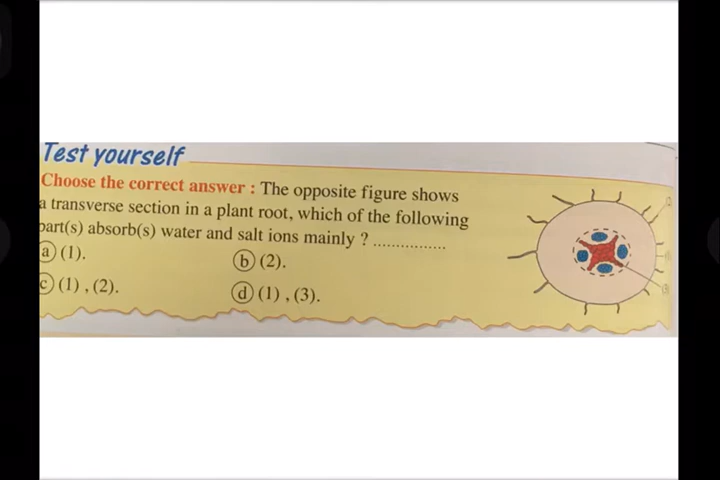 Test yourself
Choose the correct answer : The opposite figure shows
a transverse section in a plant root, which of the following
part(s) absorb(s) water and salt ions mainly ? ................
a (1).
b (2).
c (1) , (2).
d (1) , (3).